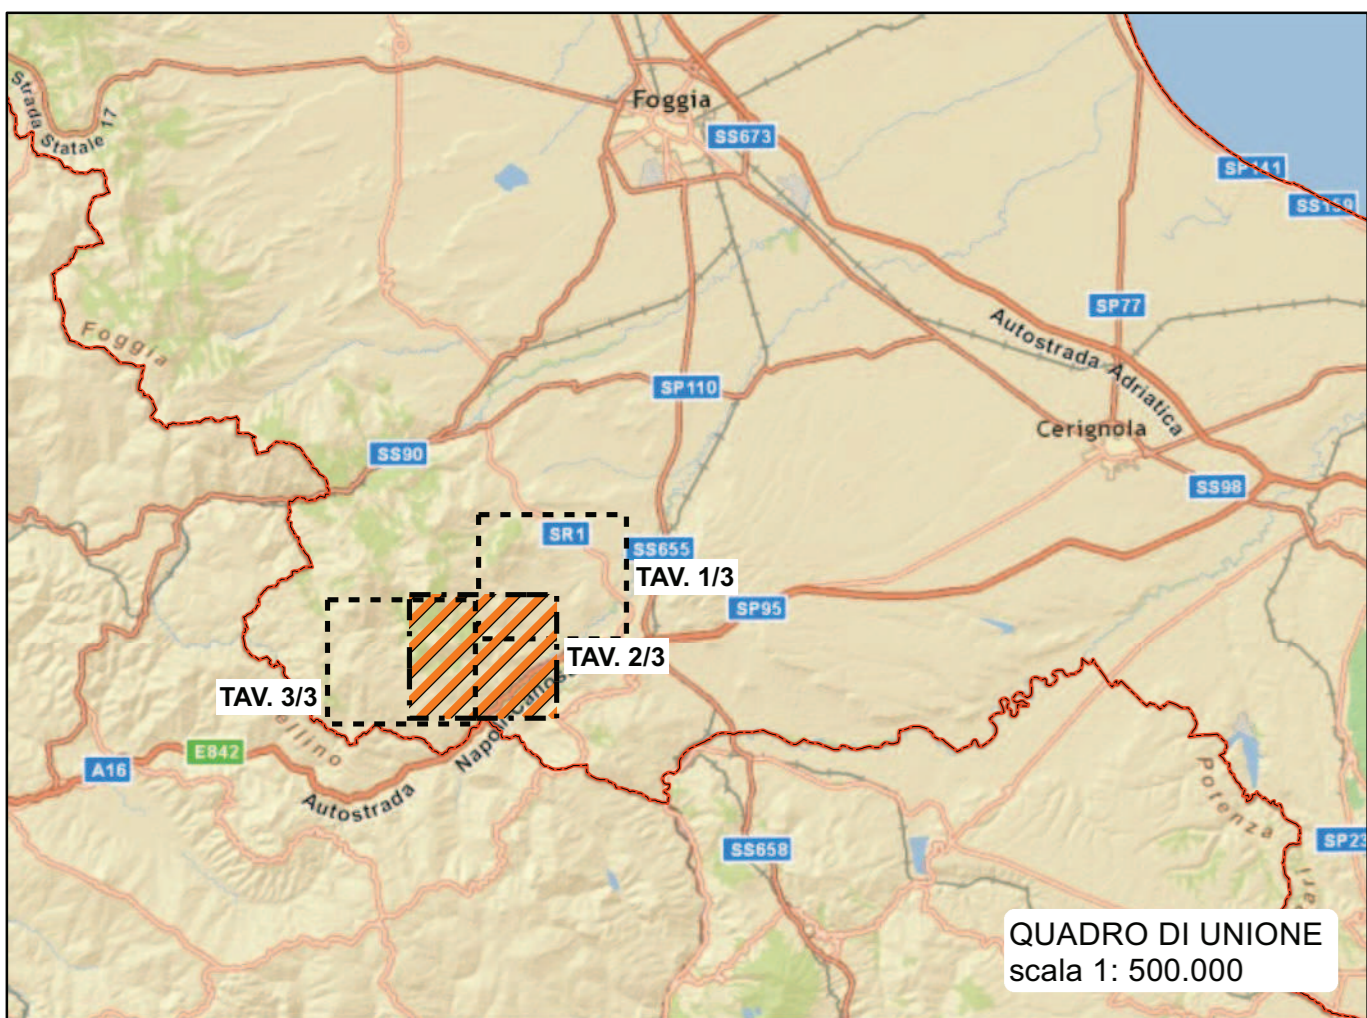 Strada
Statale 17
Foggia
SS673
SP141
SS159
Foggia
SP77
Autostrada Adriatica
SP110
Cerignola
SS90
SS98
SR1
SS655
TAV. 1/3
SP95
TAV. 2/3
TAV. 3/3
Napoli
E842
A16
Autostrada
Potenza
SS658
QUADRO DI UNIONE
scala 1: 500.000